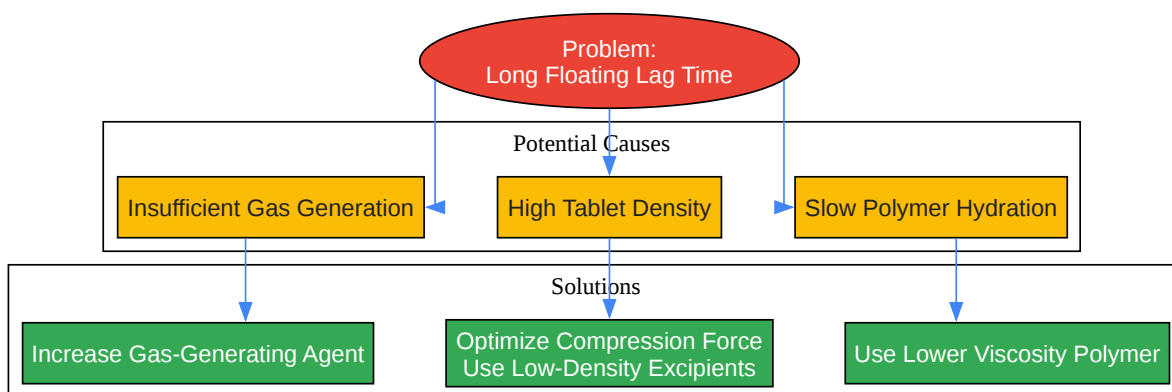 Problem:
Long Floating Lag Time
Potential Causes
Insufficient Gas Generation
High Tablet Density
Slow Polymer Hydration
Solutions
Increase Gas-Generating Agent
Optimize Compression Force
Use Low-Density Excipients
Use Lower Viscosity Polymer